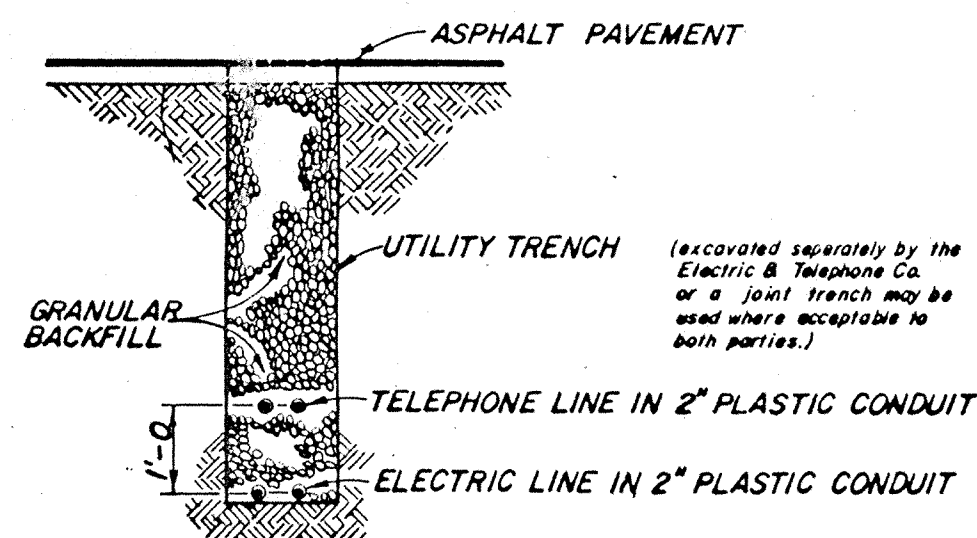 ASPHALT PAVEMENT
UTILITY TRENCH
(excavated seperately by the
Electric & Telephone Co.
or a joint trench may be
used where acceptable to
both parties.)
GRANULAR
BACKFILL
TELEPHONE LINE IN 2" PLASTIC CONDUIT
1'-0
ELECTRIC LINE IN 2" PLASTIC CONDUIT